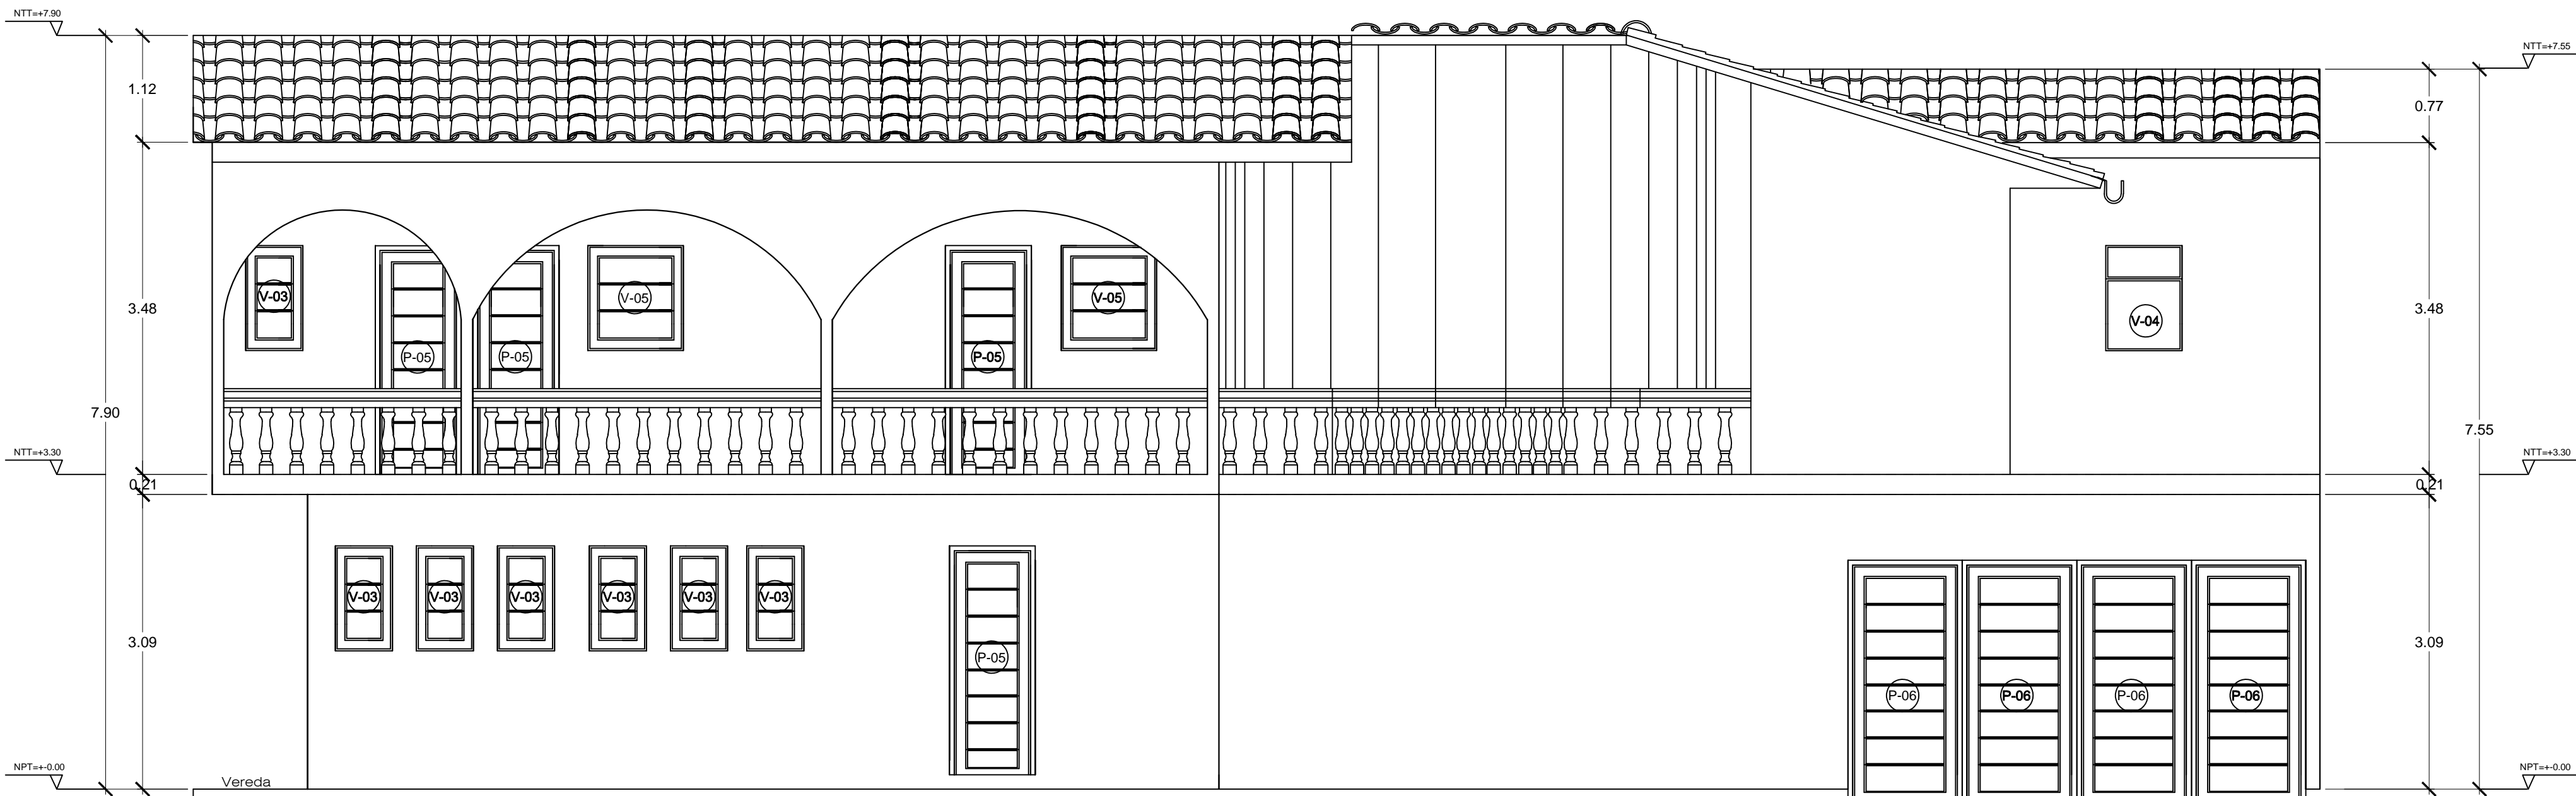 NTT=+7.90
NTT=+7.55
1.12
0.77
V-03
V-05
V-05
3.48
3.48
V-04
P-05
P-05
P-05
7.90
7.55
NTT=+3.30
NTT=+3.30
0.21
0.21
V-03
V-03
V-03
V-03
V-03
V-03
3.09
3.09
P-05
P-06
P-06
P-06
P-06
NPT=+-0.00
NPT=+-0.00
Vereda